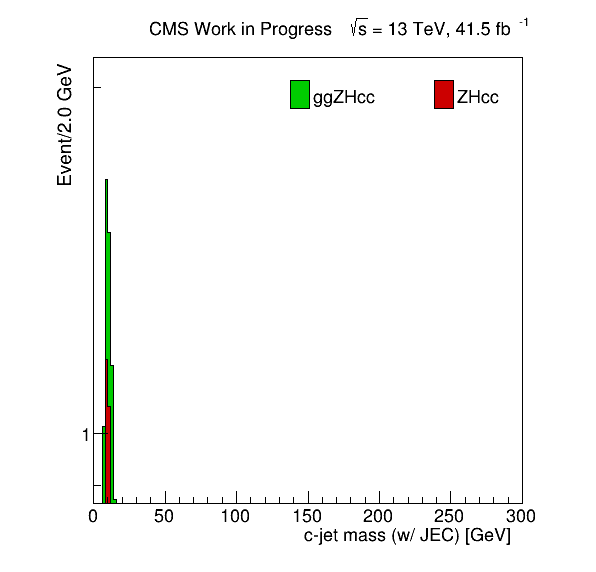 CMS Work in Progress √s = 13 TeV, 41.5 fb⁻¹
Event/2.0 GeV
ggZHcc ZHcc
1
0 50 100 150 200 250 300
c-jet mass (w/ JEC) [GeV]